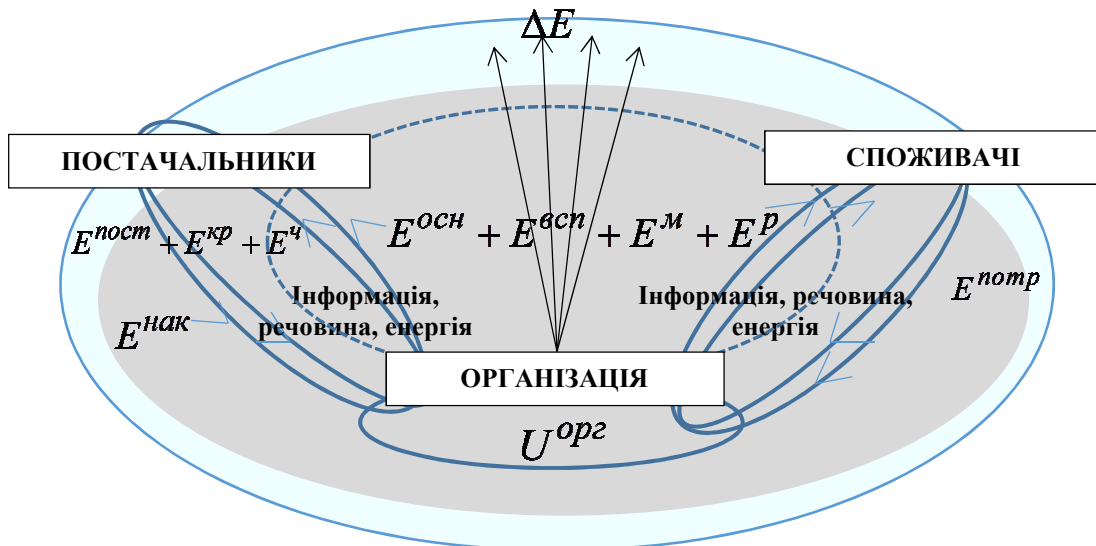 ΔE
ПОСТАЧАЛЬНИКИ
СПОЖИВАЧІ
E^{пост} + E^{кр} + E^{ч}
E^{осн} + E^{всп} + E^{м} + E^{р}
E^{потр}
E^{нак}
Інформація,
речовина, енергія
Інформація, речовина,
енергія
ОРГАНІЗАЦІЯ
U^{орг}